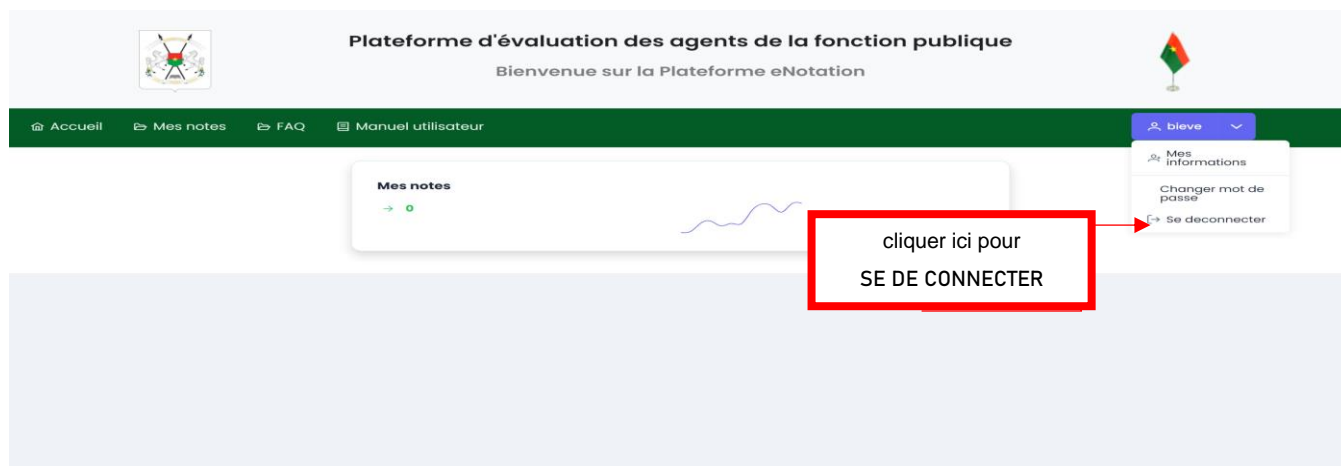 Plateforme d'évaluation des agents de la fonction publique
Bienvenue sur la Plateforme eNotation
Accueil Mes notes FAQ Manuel utilisateur bieve
Mes
informations
Changer mot de
passe
Se deconnecter
Mes notes
→ 0
cliquer ici pour
SE DE CONNECTER